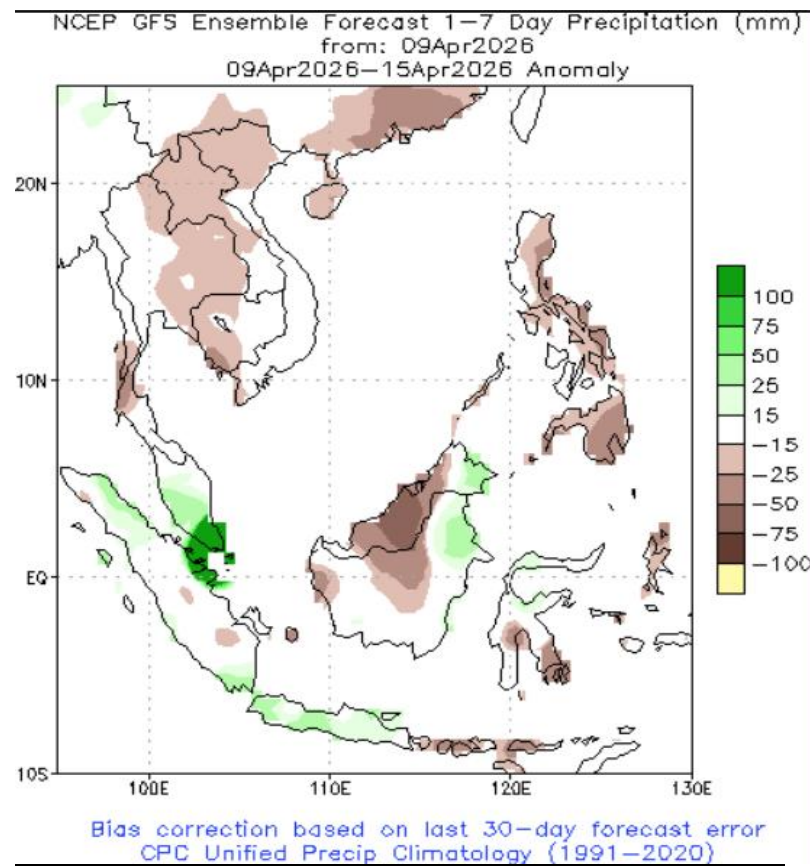 NCEP GFS Ensemble Forecast 1–7 Day Precipitation (mm)
from: 09Apr2026
09Apr2026–15Apr2026 Anomaly
20N
10N
EQ
10S
100E
110E
120E
130E
100
75
50
25
15
−15
−25
−50
−75
−100
Bias correction based on last 30–day forecast error
CPC Unified Precip Climatology (1991–2020)